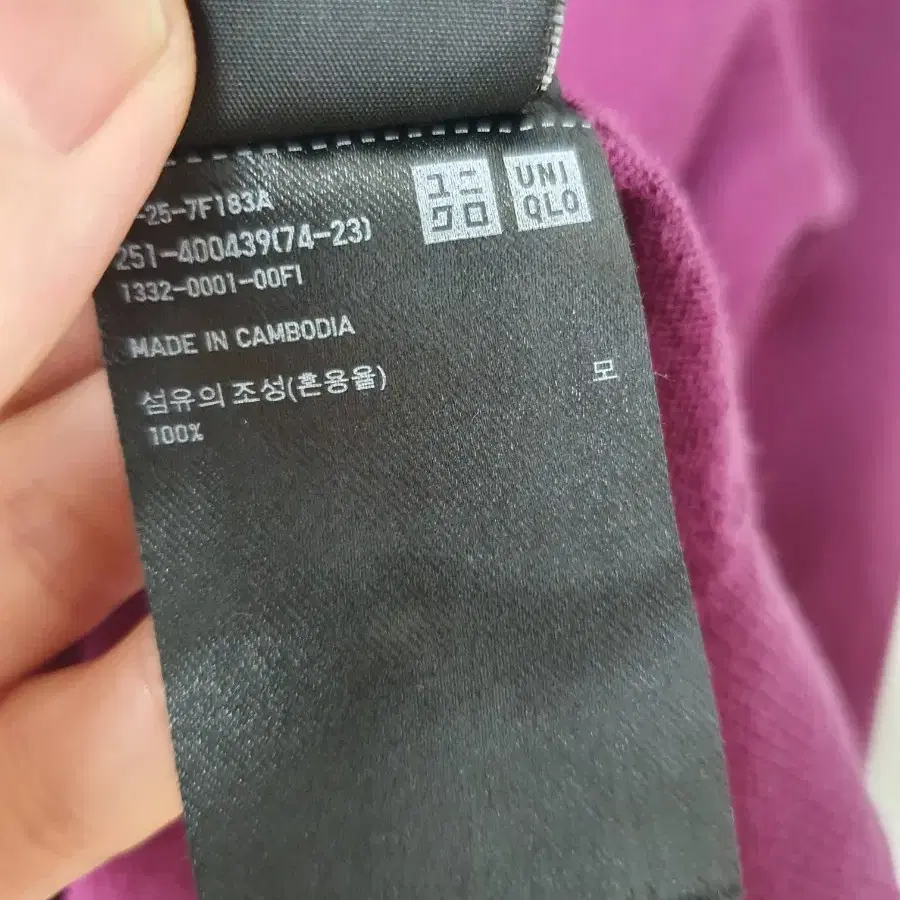 ユニ
クロ
UNI
QLO
-25-7F183A
251-400439(74-23)
1332-0001-00FI
MADE IN CAMBODIA
섬유의 조성(혼용율) 모
100%